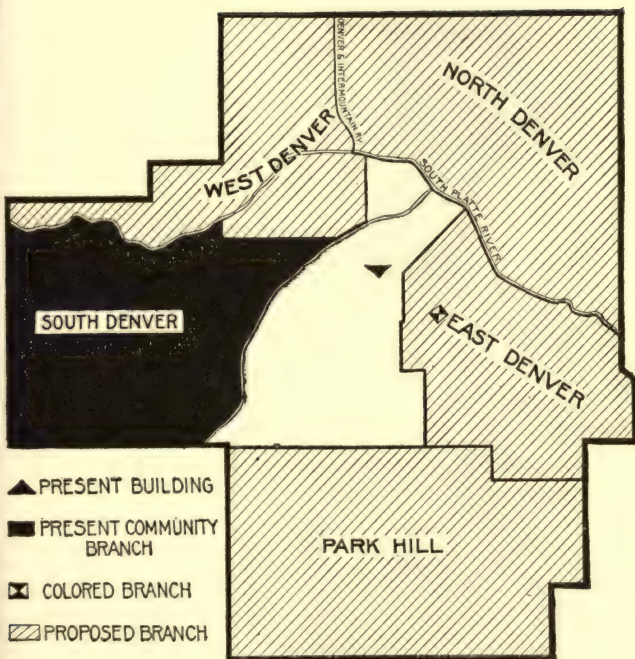 DENVER & INTERMOUNTAIN RY.
NORTH DENVER
WEST DENVER
SOUTH PLATTE RIVER
SOUTH DENVER
EAST DENVER
PRESENT BUILDING
PRESENT COMMUNITY
BRANCH
COLORED BRANCH
PROPOSED BRANCH
PARK HILL